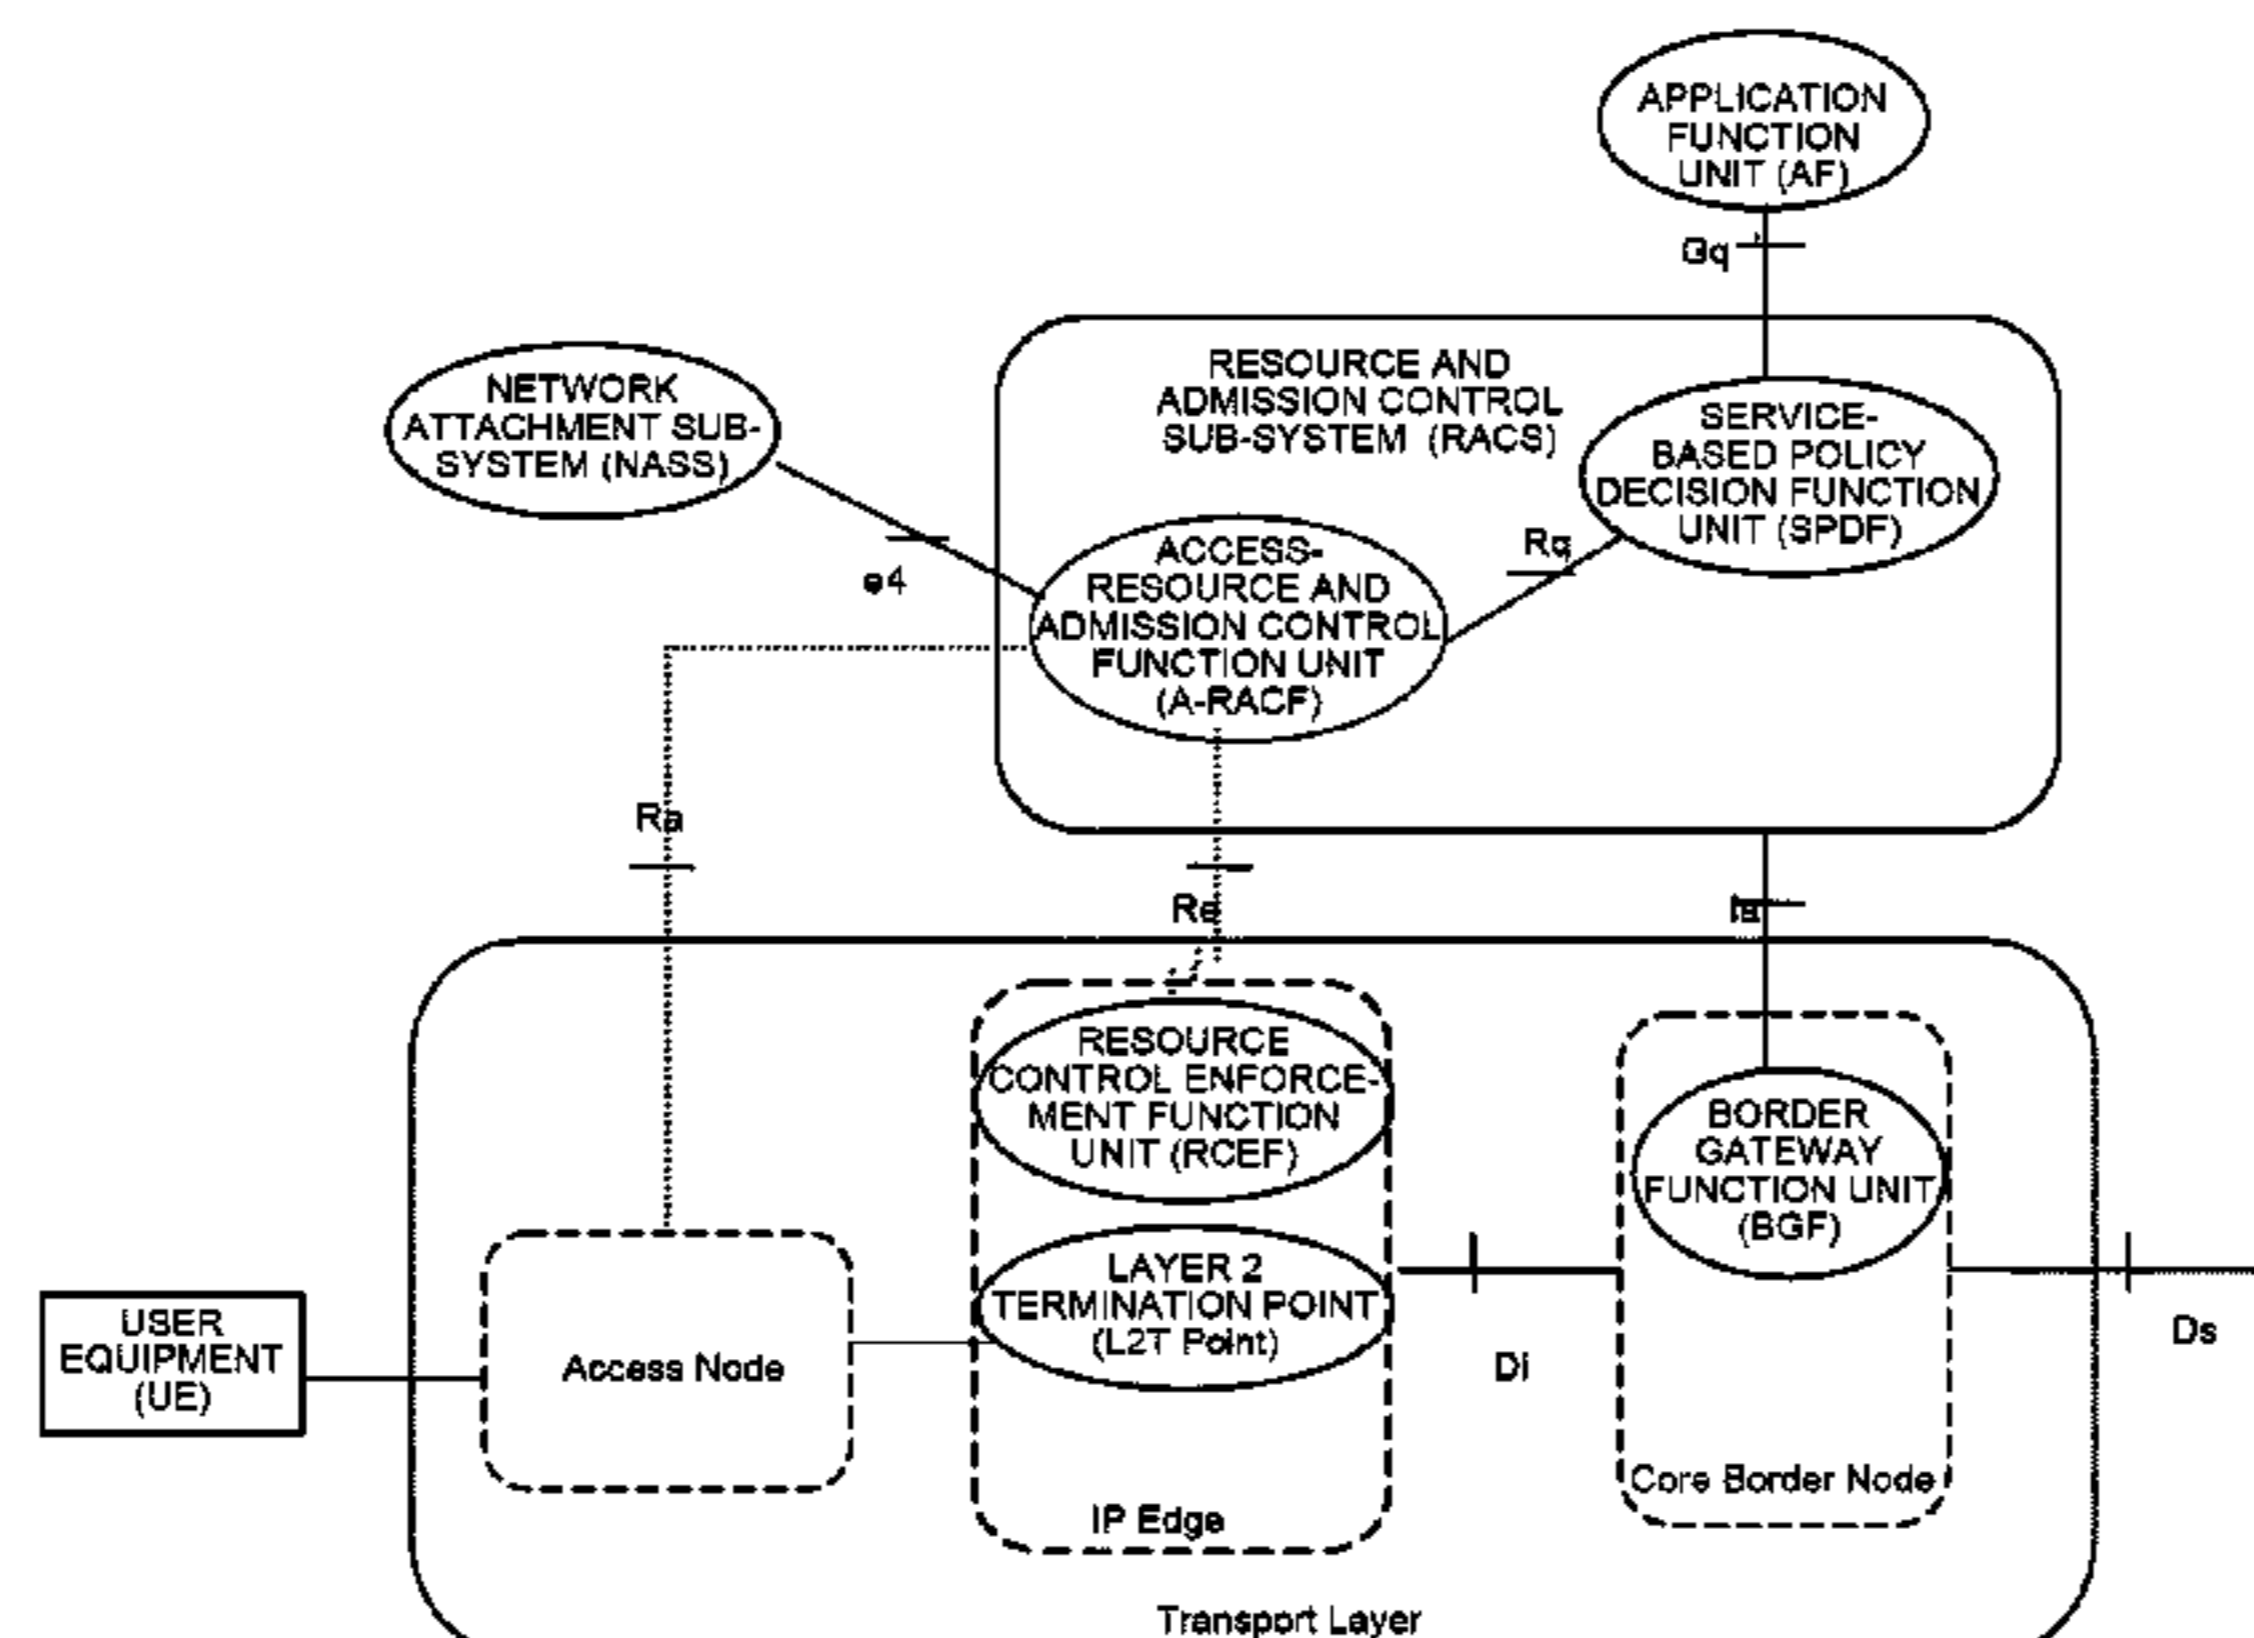 APPLICATION
FUNCTION
UNIT (AF)
Gq'
RESOURCE AND
ADMISSION CONTROL
SUB-SYSTEM (RACS)
NETWORK
ATTACHMENT SUB-
SYSTEM (NASS)
SERVICE-
BASED POLICY
DECISION FUNCTION
UNIT (SPDF)
e4
Rq
ACCESS-
RESOURCE AND
ADMISSION CONTROL
FUNCTION UNIT
(A-RACF)
Ra
Re
Ia
RESOURCE
CONTROL ENFORCE-
MENT FUNCTION
UNIT (RCEF)
BORDER
GATEWAY
FUNCTION UNIT
(BGF)
LAYER 2
TERMINATION POINT
(L2T Point)
USER
EQUIPMENT
(UE)
Access Node
Di
Ds
Core Border Node
IP Edge
Transport Layer